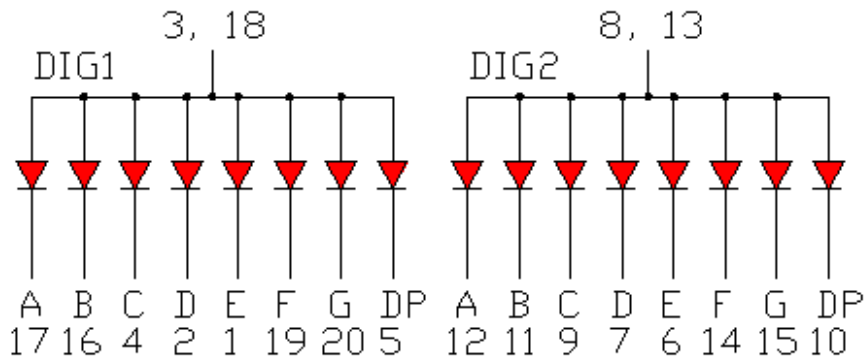 3, 18 8, 13
DIG1 DIG2
A B C D E F G DP A B C D E F G DP
17 16 4 2 1 19 20 5 12 11 9 7 6 14 15 10